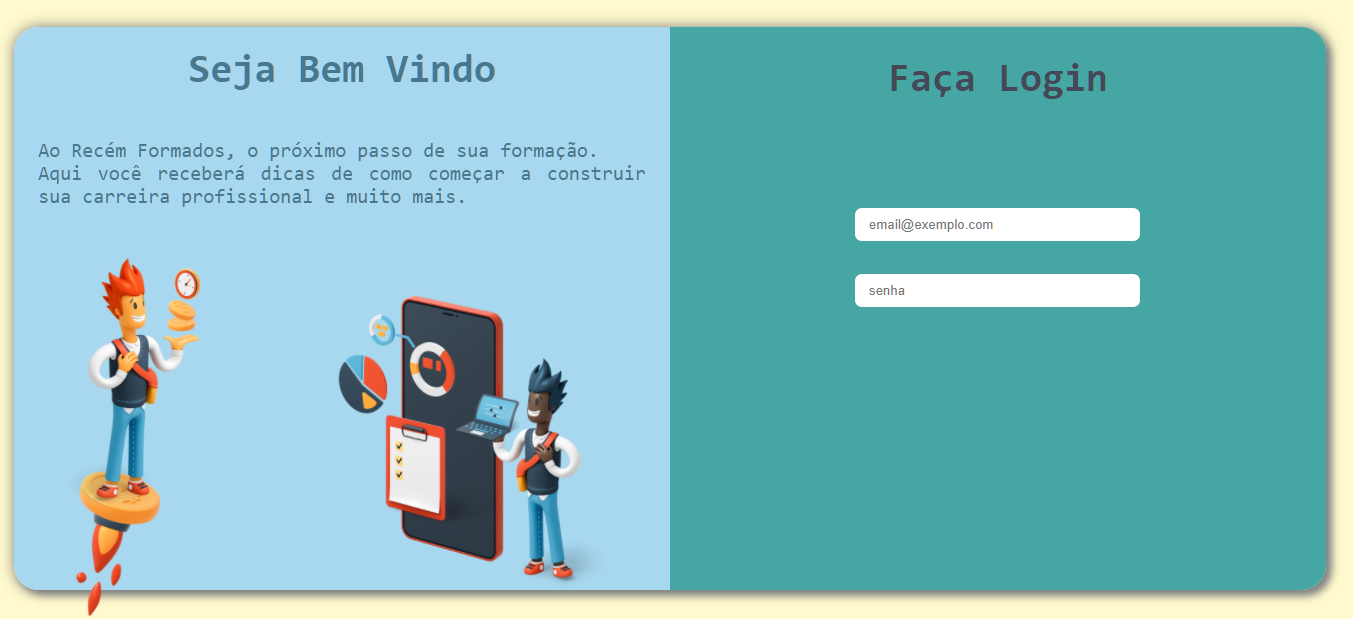 Seja Bem Vindo
Ao Recém Formados, o próximo passo de sua formação.
Aqui você receberá dicas de como começar a construir
sua carreira profissional e muito mais.
Faça Login
email@exemplo.com
senha